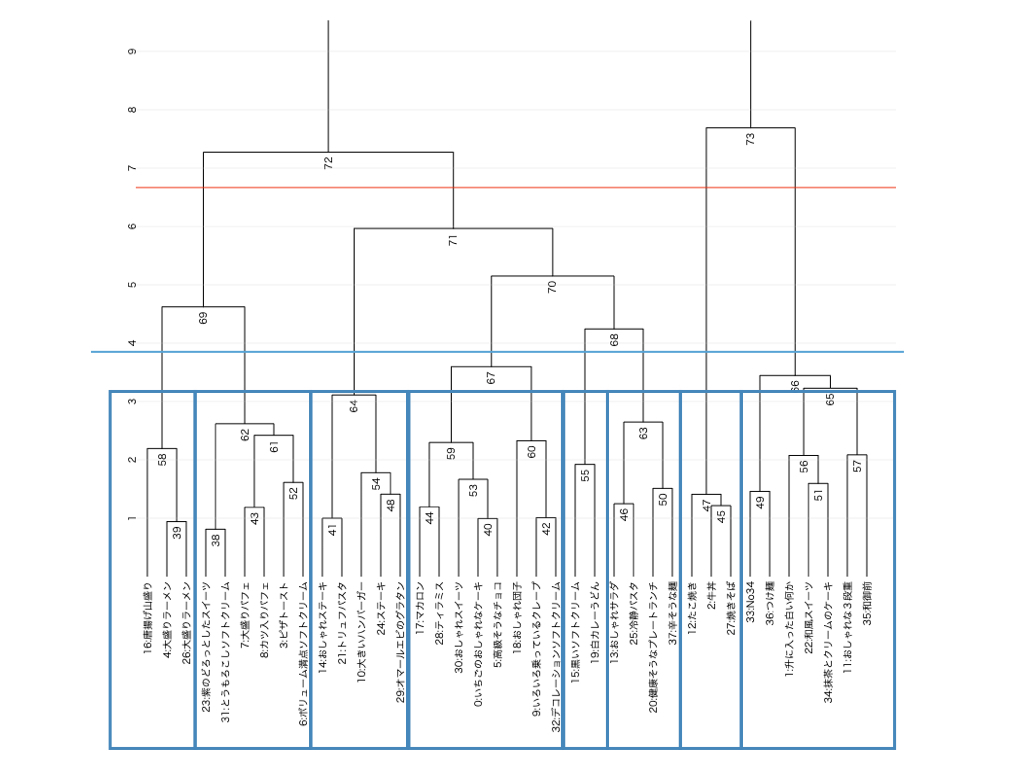 9
8
7
6
5
4
3
2
1
72
73
71
70
69
68
67
66
65
64
63
62
61
60
59
58
57
56
55
54
53
52
51
50
49
48
47
46
45
44
43
42
41
40
39
38
16:唐揚げ山盛り
4:大盛りラーメン
26:大盛りラーメン
23:紫のどろっとしたスイーツ
31:とうもろこしソフトクリーム
7:大盛りパフェ
8:カツ入りパフェ
3:ピザトースト
6:ボリューム満点ソフトクリーム
14:おしゃれステーキ
21:トリュフパスタ
10:大きいハンバーガー
24:ステーキ
29:オマールエビのグラタン
17:マカロン
28:ティラミス
30:おしゃれスイーツ
0:いちごのおしゃれなケーキ
5:高級そうなチョコ
18:おしゃれ団子
9:いろいろ乗っているクレープ
32:デコレーションソフトクリーム
15:黒いソフトクリーム
19:白カレーうどん
13:おしゃれサラダ
25:冷静パスタ
20:健康そうなプレートランチ
37:辛そうな麺
12:たこ焼き
2:牛丼
27:焼きそば
33:No34
36:つけ麺
1:升に入った白い何か
22:和風スイーツ
34:抹茶とクリームのケーキ
11:おしゃれな３段重
35:和御前